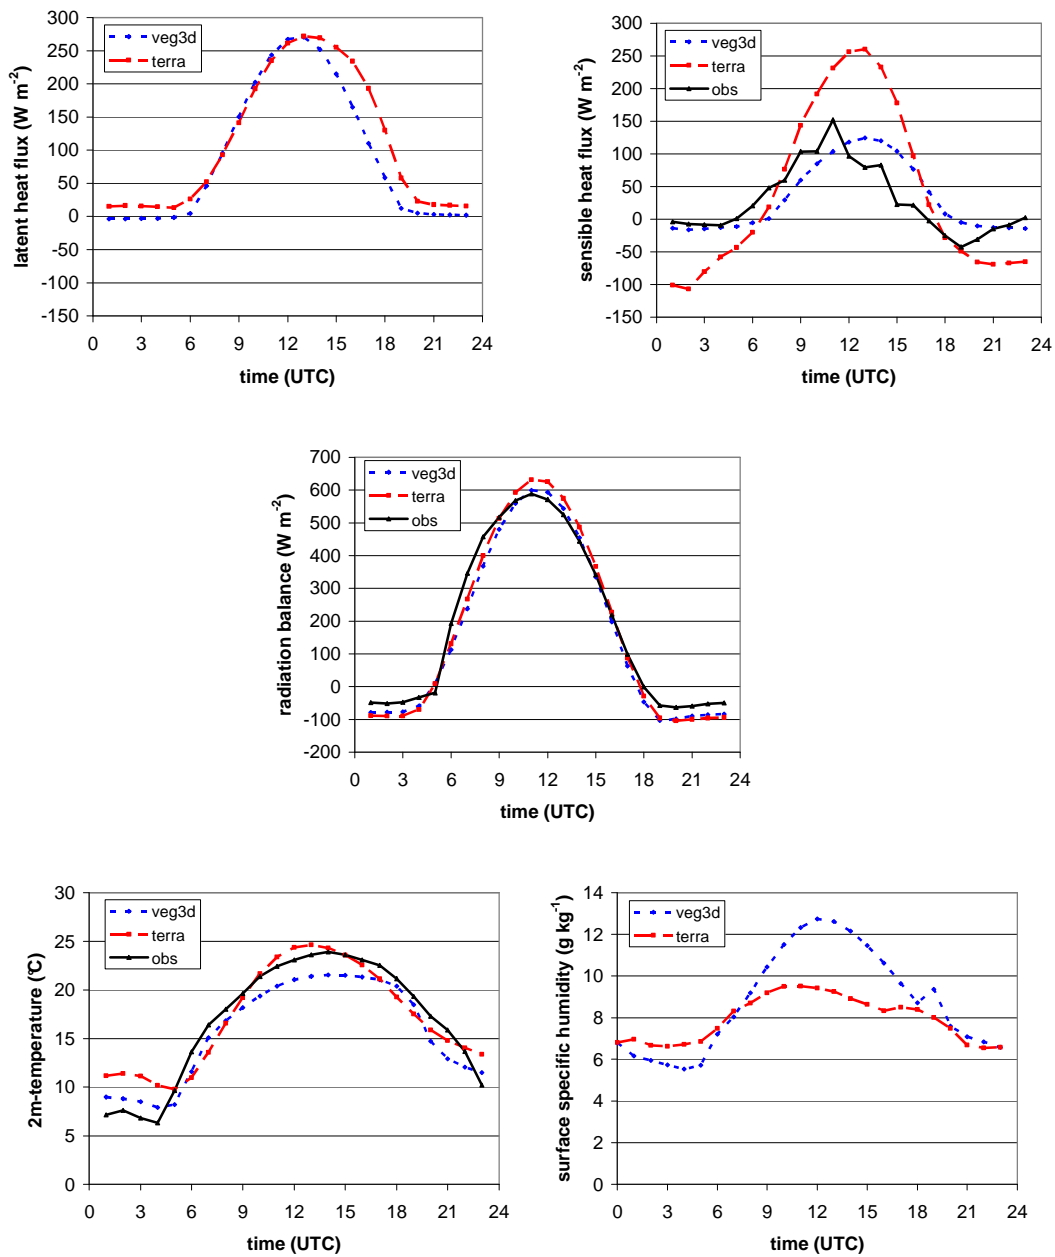 latent heat flux (W m-2)
300
250
200
150
100
50
0
-50
-100
-150
veg3d
terra
0 3 6 9 12 15 18 21 24
time (UTC)
sensible heat flux (W m-2)
300
250
200
150
100
50
0
-50
-100
-150
veg3d
terra
obs
0 3 6 9 12 15 18 21 24
time (UTC)
radiation balance (W m-2)
700
600
500
400
300
200
100
0
-100
-200
veg3d
terra
obs
0 3 6 9 12 15 18 21 24
time (UTC)
2m-temperature (°C)
30
25
20
15
10
5
0
veg3d
terra
obs
0 3 6 9 12 15 18 21 24
time (UTC)
surface specific humidity (g kg-1)
14
12
10
8
6
4
2
0
veg3d
terra
0 3 6 9 12 15 18 21 24
time (UTC)